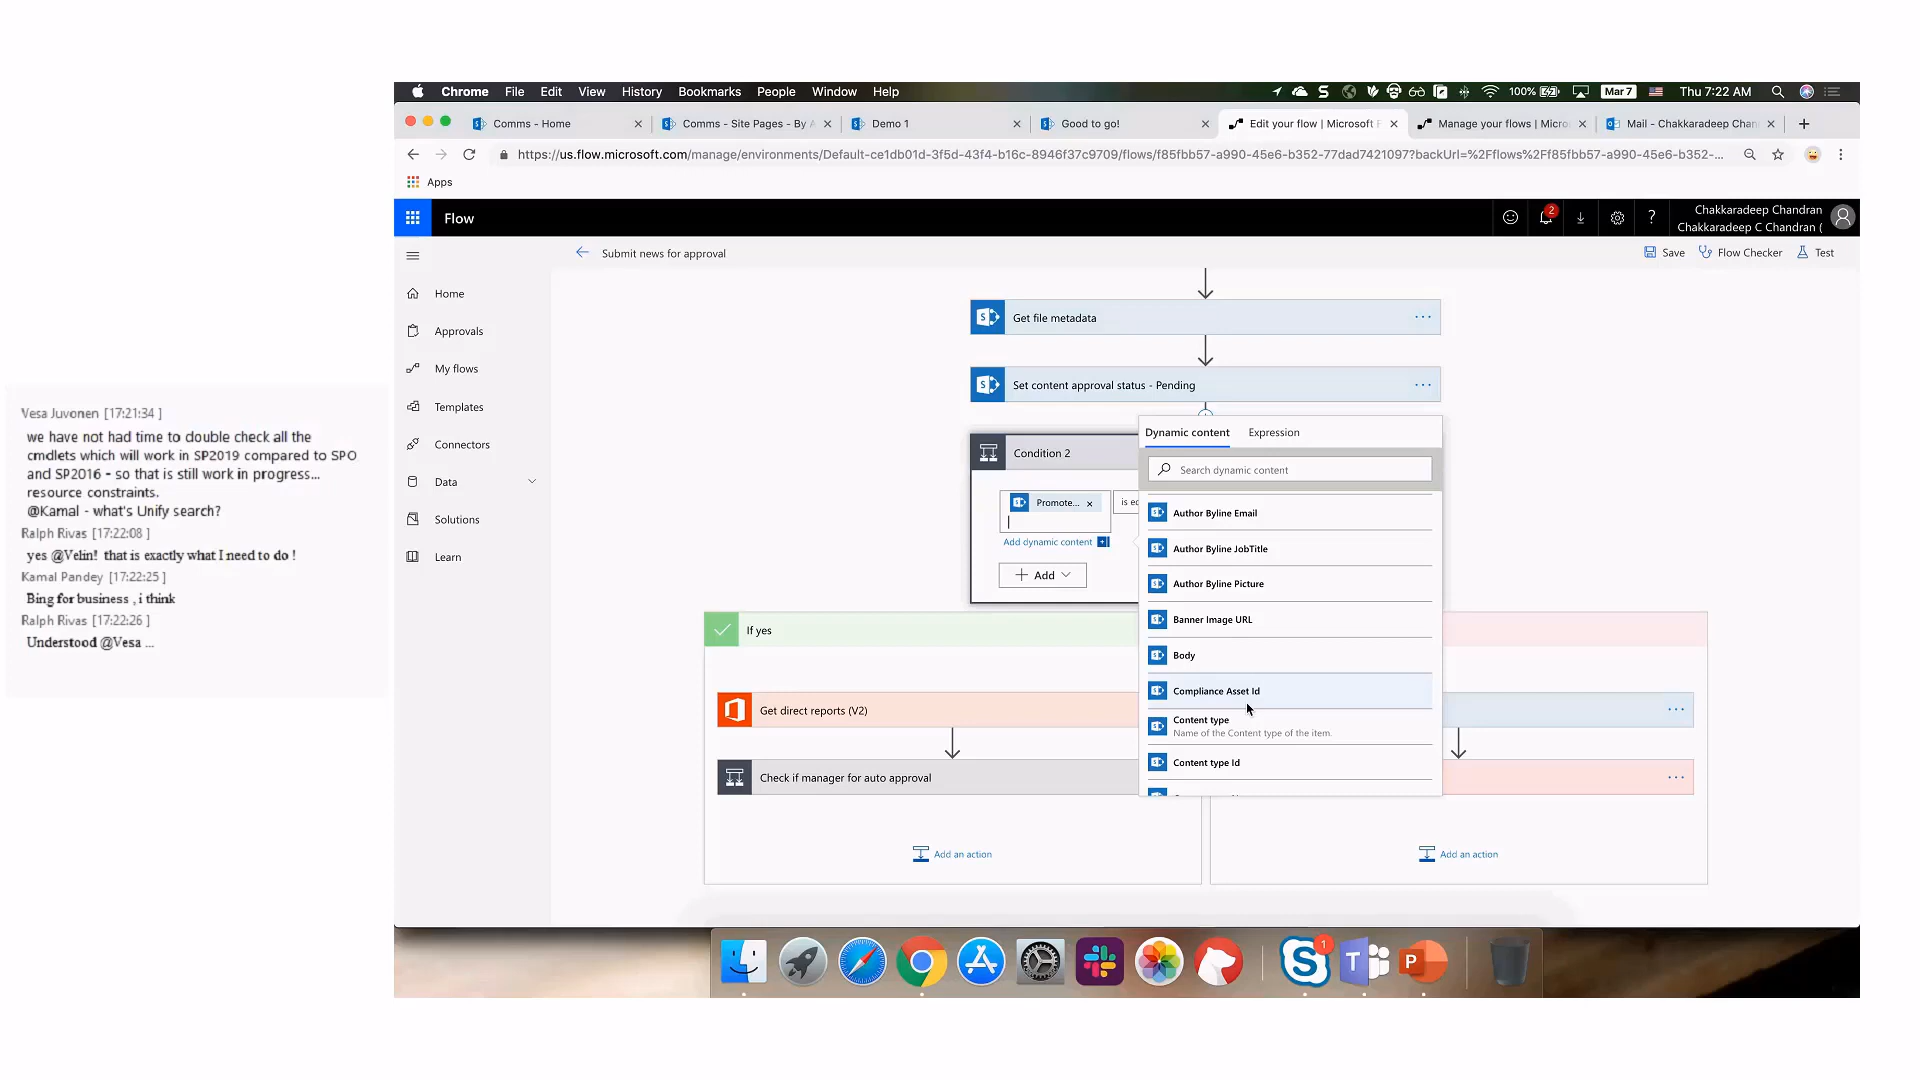 Chrome File Edit View History Bookmarks People Window Help
100% Mar 7 Thu 7:22 AM
Comms - Home
Comms - Site Pages - By A
Demo 1
Good to go!
Edit your flow | Microsoft F
Manage your flows | Micro
Mail - Chakkaradeep Chan
https://us.flow.microsoft.com/manage/environments/Default-ce1db01d-3f5d-43f4-b16c-8946f37c9709/flows/f85fbb57-a990-45e6-b352-77dad7421097?backUrl=%2Fflows%2Ff85fbb57-a990-45e6-b352-...
Apps
Flow
2
?
Chakkaradeep Chandran
Chakkaradeep C Chandran (
Submit news for approval
Save
Flow Checker
Test
Home
Approvals
My flows
Templates
Connectors
Data
Solutions
Learn
Get file metadata
Set content approval status - Pending
Condition 2
Promote... x
Add dynamic content
Add
Dynamic content
Expression
Search dynamic content
Author Byline Email
Author Byline JobTitle
Author Byline Picture
Banner Image URL
Body
Compliance Asset Id
Content type
Name of the Content type of the item.
Content type Id
If yes
Get direct reports (V2)
Check if manager for auto approval
Add an action
Add an action
Vesa Juvonen [17:21:34 ]
we have not had time to double check all the
cmdlets which will work in SP2019 compared to SPO
and SP2016 - so that is still work in progress...
resource constraints.
@Kamal - what's Unify search?
Ralph Rivas [17:22:08 ]
yes @Velin! that is exactly what I need to do !
Kamal Pandey [17:22:25 ]
Bing for business , i think
Ralph Rivas [17:22:26 ]
Understood @Vesa ...
1